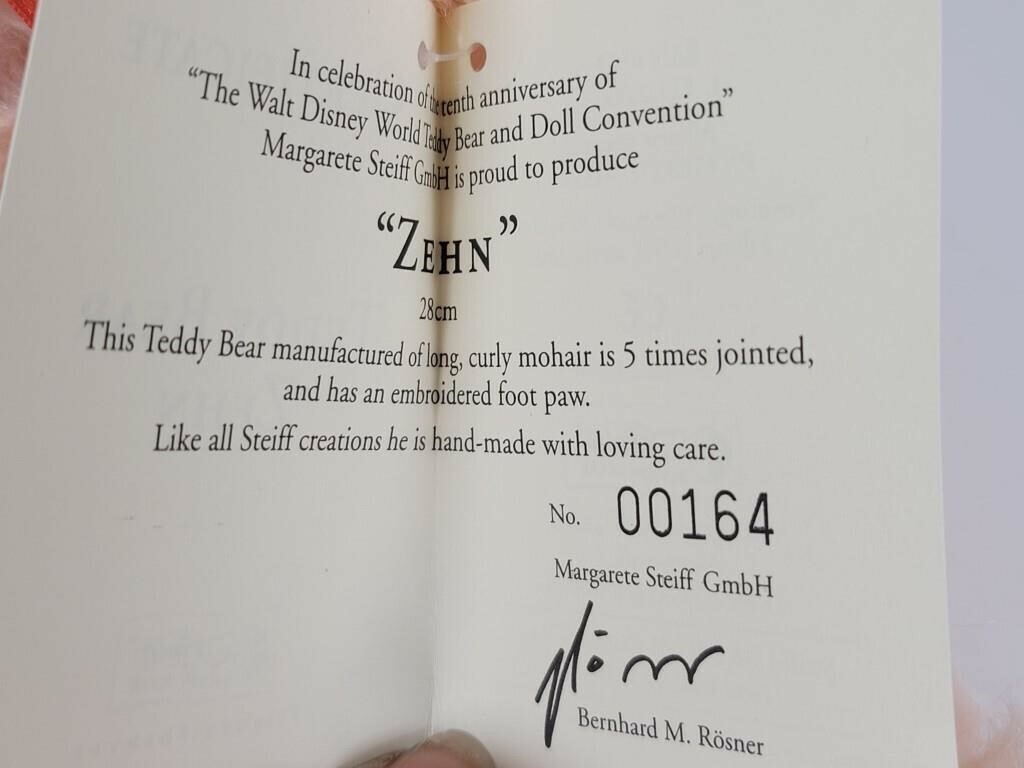 In celebration of the tenth anniversary of
“The Walt Disney World Teddy Bear and Doll Convention”
Margarete Steiff GmbH is proud to produce
“ZEHN”
28cm
This Teddy Bear manufactured of long, curly mohair is 5 times jointed,
and has an embroidered foot paw.
Like all Steiff creations he is hand-made with loving care.
No. 00164
Margarete Steiff GmbH
Bernhard M. Rösner